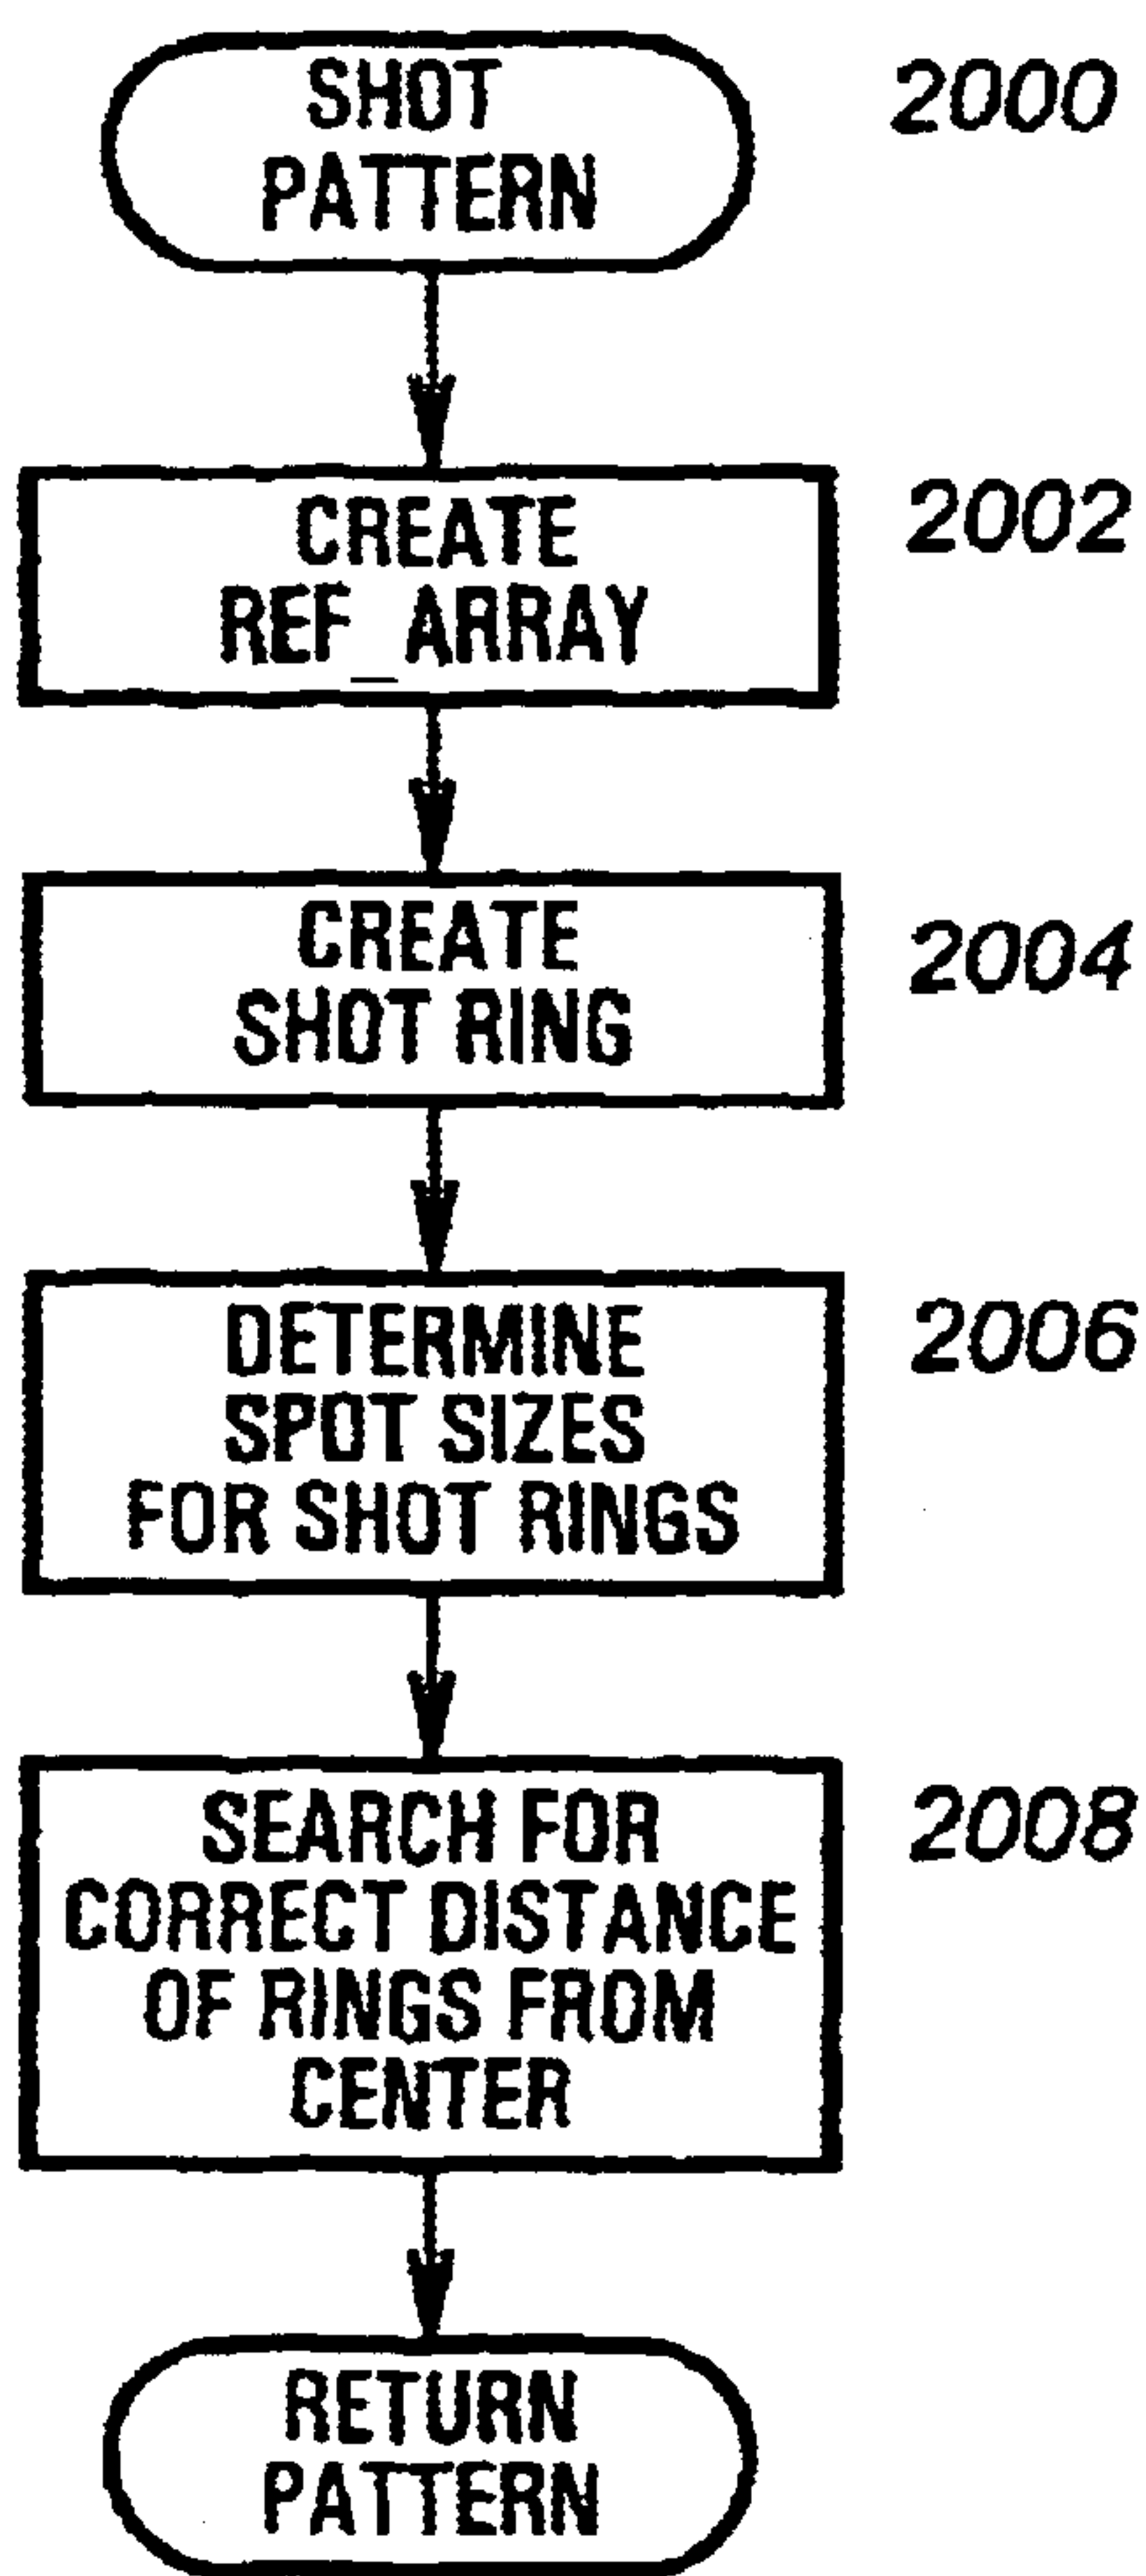 SHOT
PATTERN
2000
CREATE
REF_ARRAY
2002
CREATE
SHOT RING
2004
DETERMINE
SPOT SIZES
FOR SHOT RINGS
2006
SEARCH FOR
CORRECT DISTANCE
OF RINGS FROM
CENTER
2008
RETURN
PATTERN